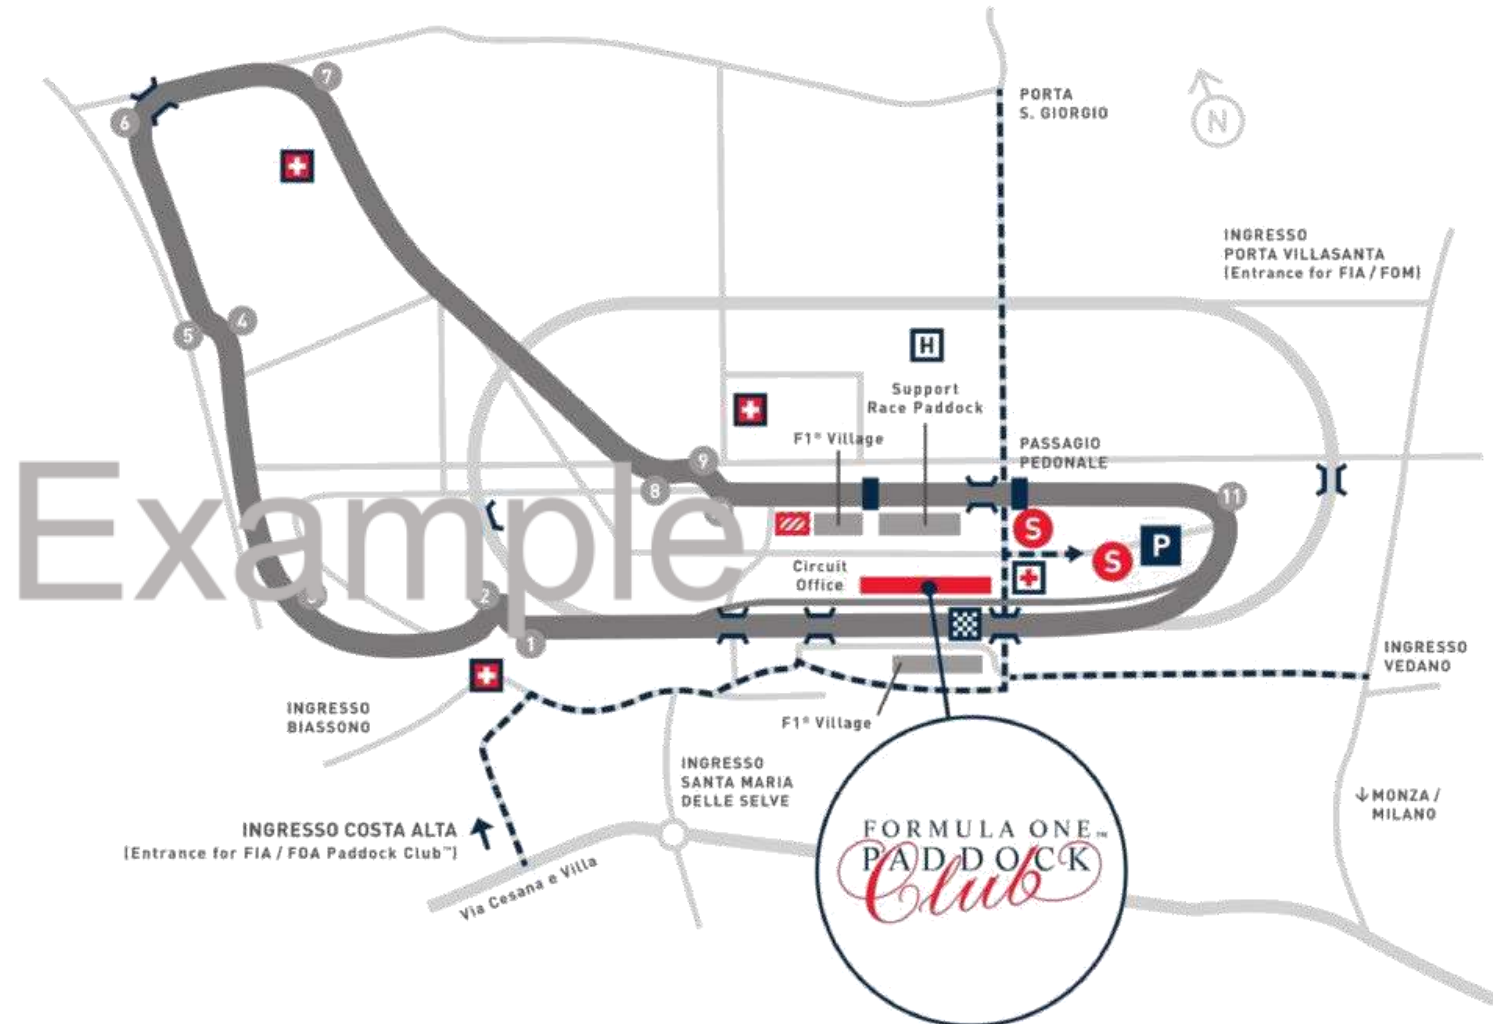 7
6
PORTA
S. GIORGIO
N
INGRESSO
PORTA VILLASANTA
(Entrance for FIA / FOM)
5
4
H
Support
Race Paddock
F1® Village
PASSAGIO
PEDONALE
9
8
11
Example
S
S
P
Circuit
Office
2
1
INGRESSO
VEDANO
INGRESSO
BIASSONO
F1® Village
INGRESSO
SANTA MARIA
DELLE SELVE
MONZA /
MILANO
INGRESSO COSTA ALTA
(Entrance for FIA / FOA Paddock Club™)
Via Cesana e Villa
FORMULA ONE™
PADDOCK
Club